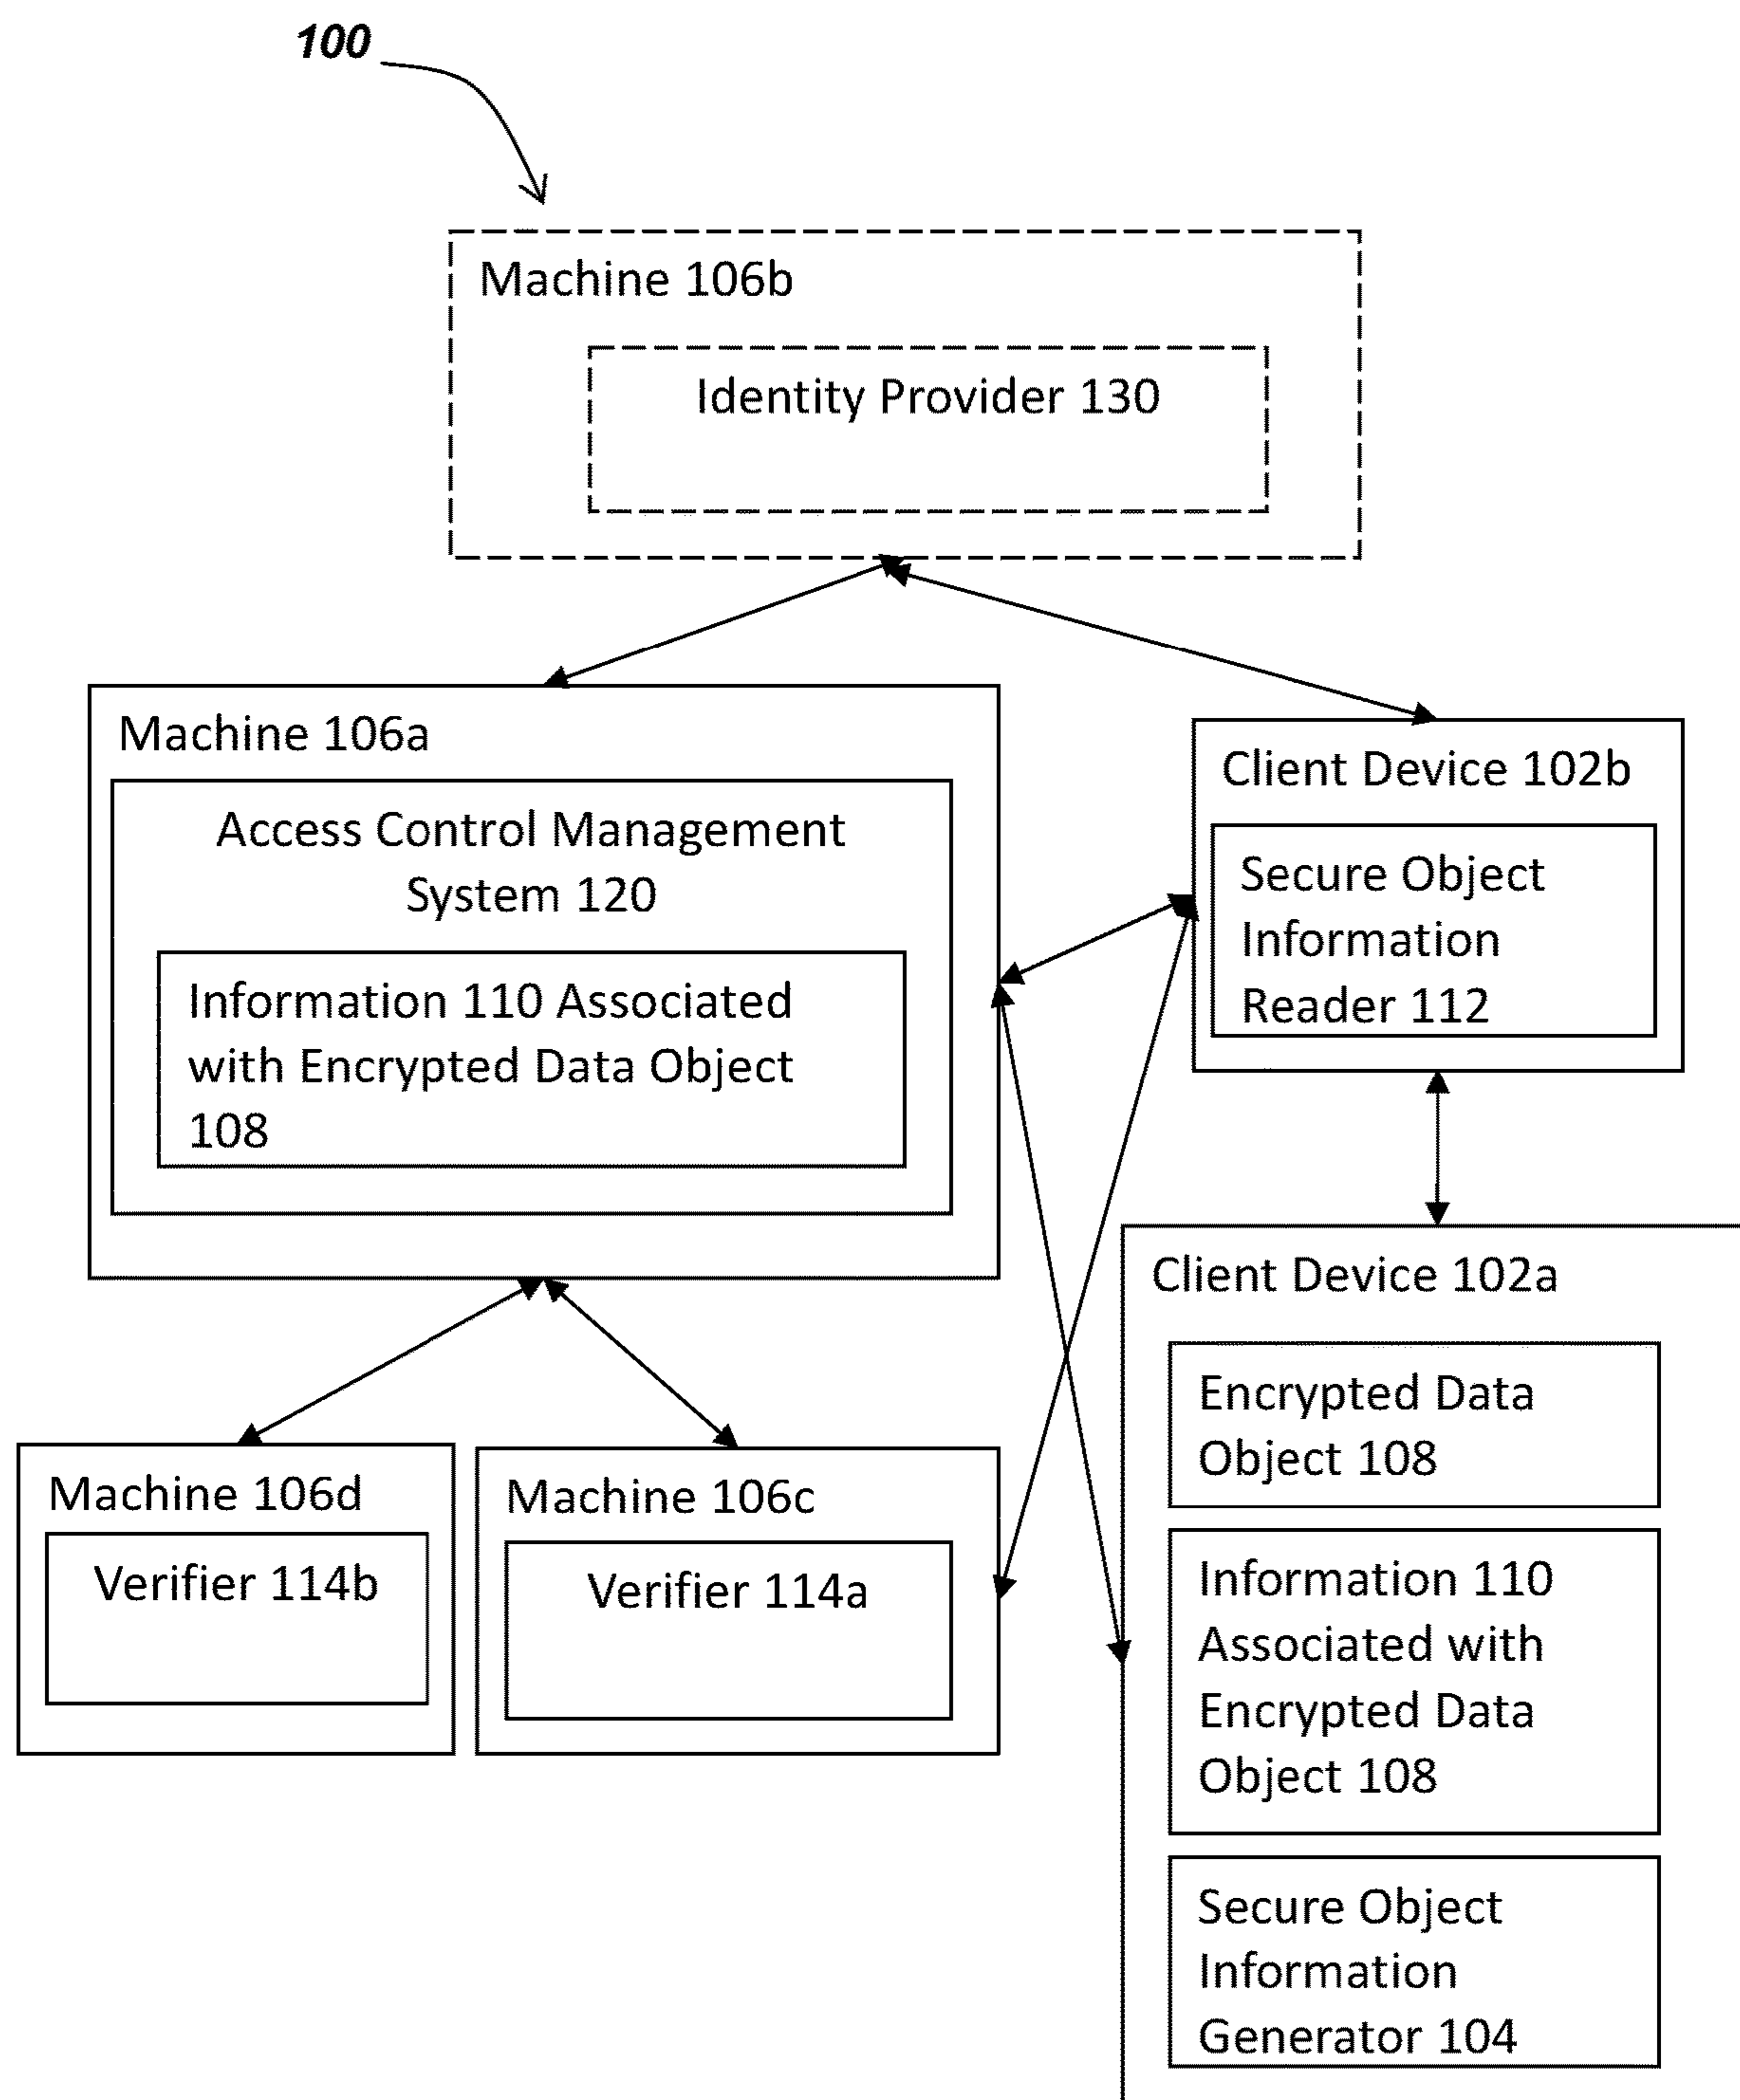 100
Machine 106b
Identity Provider 130
Machine 106a
Access Control Management
System 120
Information 110 Associated
with Encrypted Data Object
108
Client Device 102b
Secure Object
Information
Reader 112
Client Device 102a
Encrypted Data
Object 108
Information 110
Associated with
Encrypted Data
Object 108
Secure Object
Information
Generator 104
Machine 106d
Verifier 114b
Machine 106c
Verifier 114a